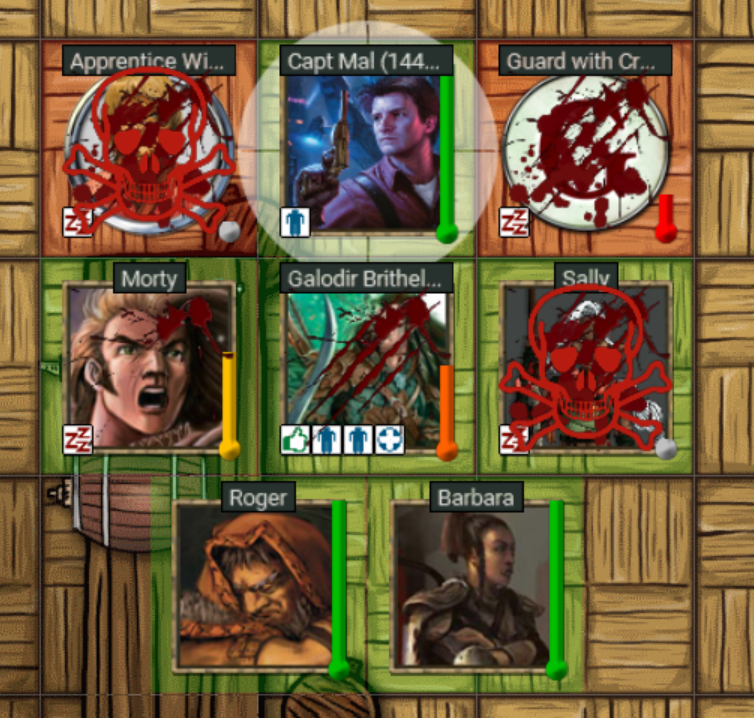 Apprentice Wi...
Capt Mal (144...
Guard with Cr...
Morty
Galodir Brithel...
Sally
Roger
Barbara